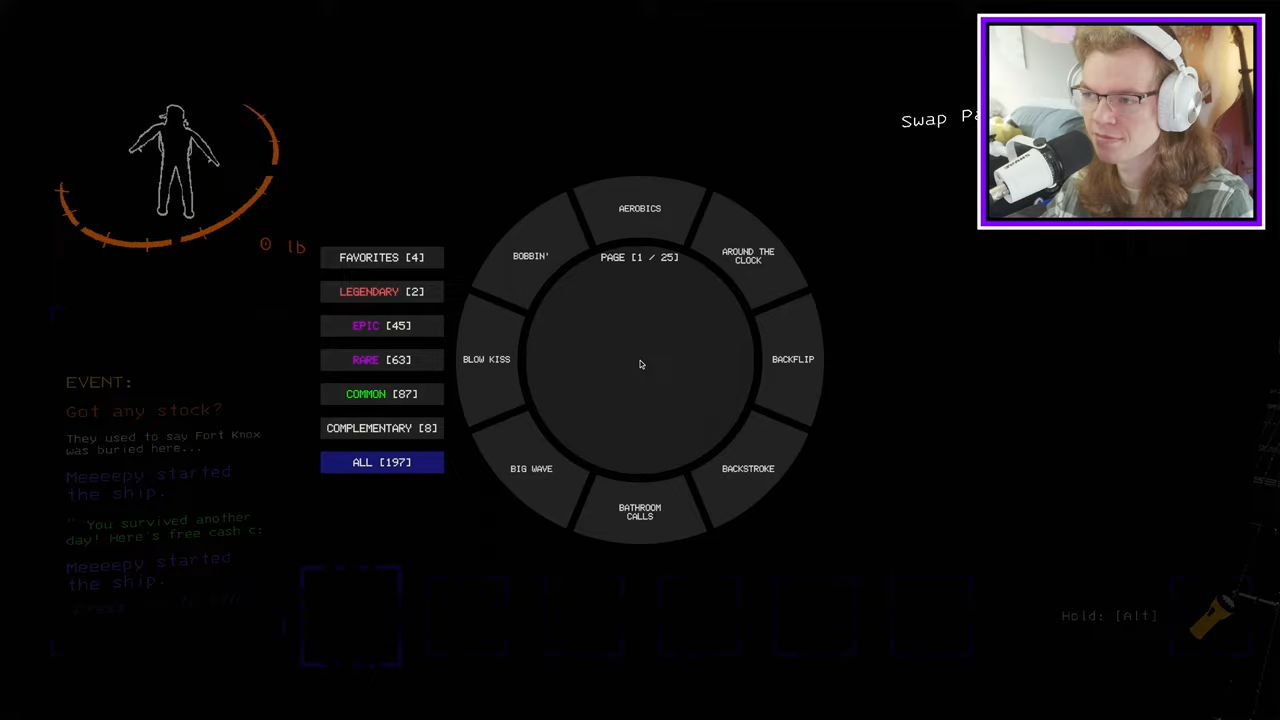 Swap
0 lb
FAVORITES [4]
LEGENDARY [2]
EPIC [45]
RARE [63]
COMMON [87]
COMPLEMENTARY [8]
ALL [197]
AEROBICS
AROUND THE
CLOCK
BACKFLIP
BACKSTROKE
BATHROOM
CALLS
BIG WAVE
BLOW KISS
BOBBIN'
PAGE [1 / 25]
EVENT:
Got any stock?
They used to say Fort Knox
was buried here...
Meeeepy started
the ship.
" You survived another
day! Here's free cash c:
Meeeepy started
the ship.
Hold: [Alt]
SHURE